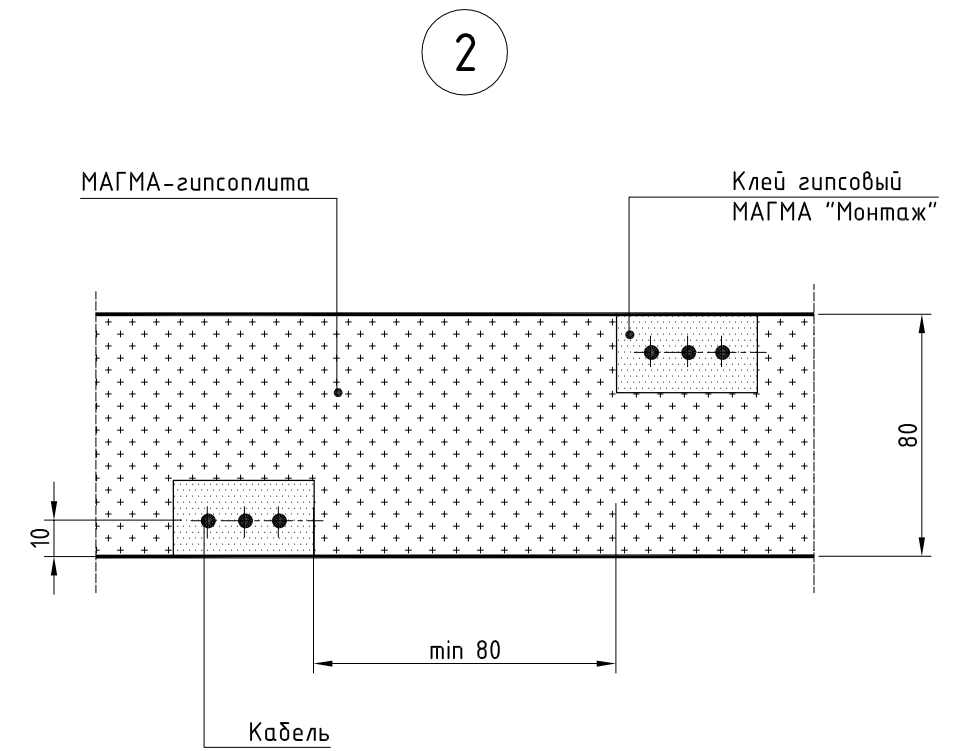 2
МАГМА-гипсоплита
Клей гипсовый
МАГМА "Монтаж"
80
10
min 80
Кабель